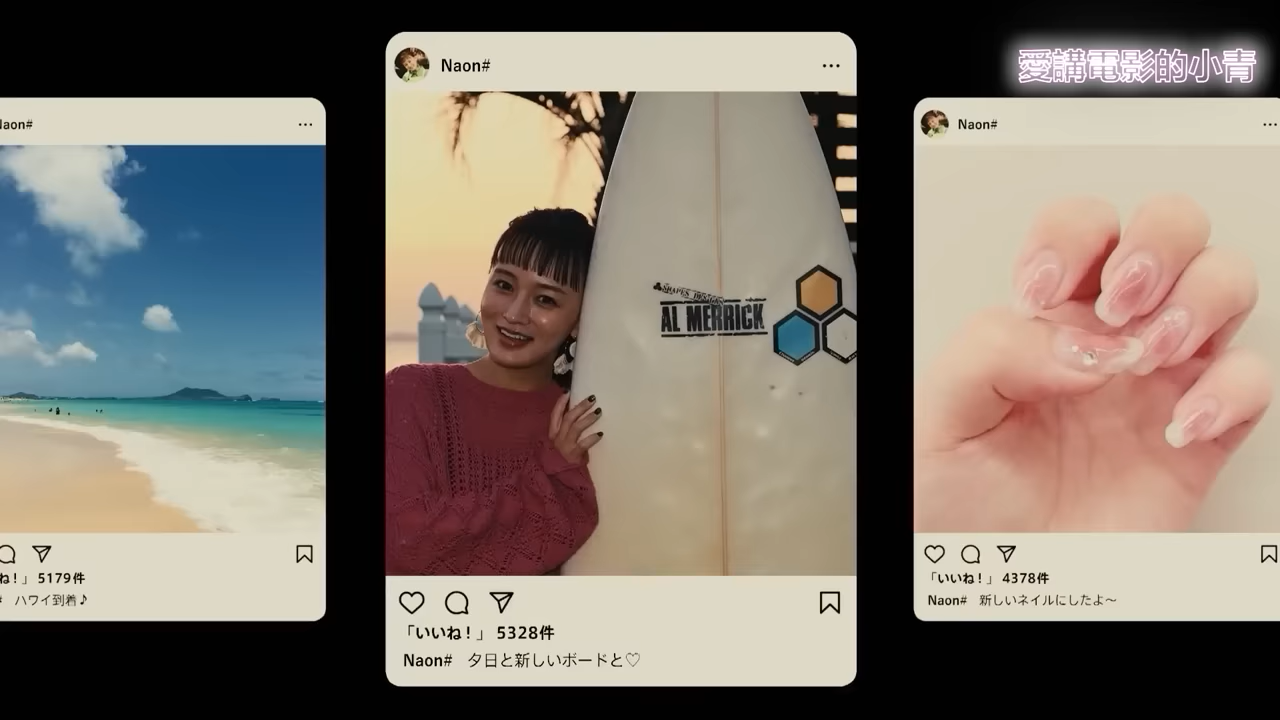 愛講電影的小青
Naon#
SHAPES DESIGNS
AL MERRICK
「いいね！」 5328件
Naon# 夕日と新しいボードと♡
ね！」 5179件
# ハワイ到着♪
Naon#
「いいね！」 4378件
Naon# 新しいネイルにしたよ〜